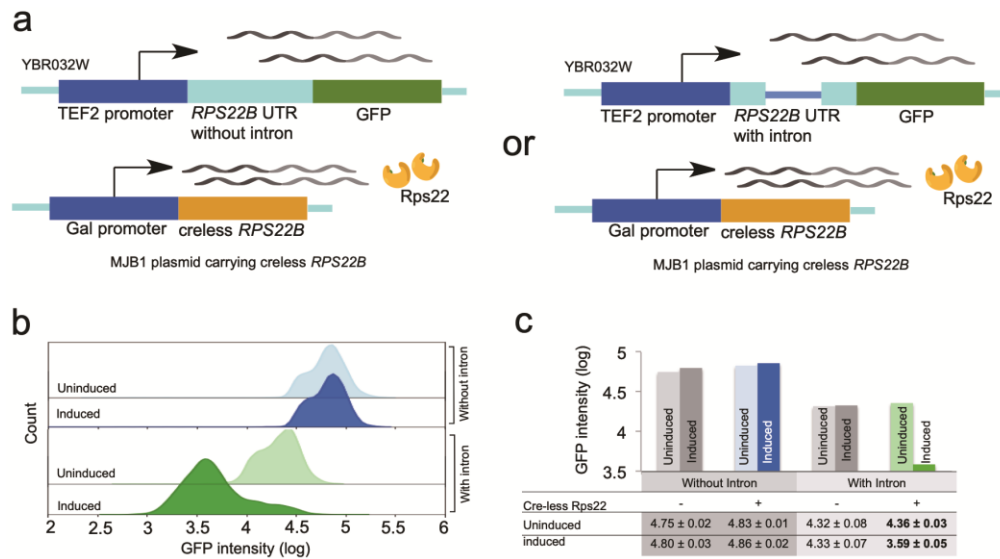 a
YBR032W
TEF2 promoter
RPS22B UTR
without intron
GFP
Gal promoter
creless RPS22B
Rps22
MJB1 plasmid carrying creless RPS22B
or
YBR032W
TEF2 promoter
RPS22B UTR
with intron
GFP
Gal promoter
creless RPS22B
Rps22
MJB1 plasmid carrying creless RPS22B
b
Count
Uninduced
Induced
Without intron
Uninduced
Induced
With intron
2 2.5 3 3.5 4 4.5 5 5.5 6
GFP intensity (log)
c
GFP intensity (log)
5
4.5
4
3.5
Uninduced
Induced
Uninduced
Induced
Uninduced
Induced
Uninduced
Induced
Without Intron With Intron
Cre-less Rps22 - + - +
Uninduced 4.75 ± 0.02 4.83 ± 0.01 4.32 ± 0.08 4.36 ± 0.03
induced 4.80 ± 0.03 4.86 ± 0.02 4.33 ± 0.07 3.59 ± 0.05